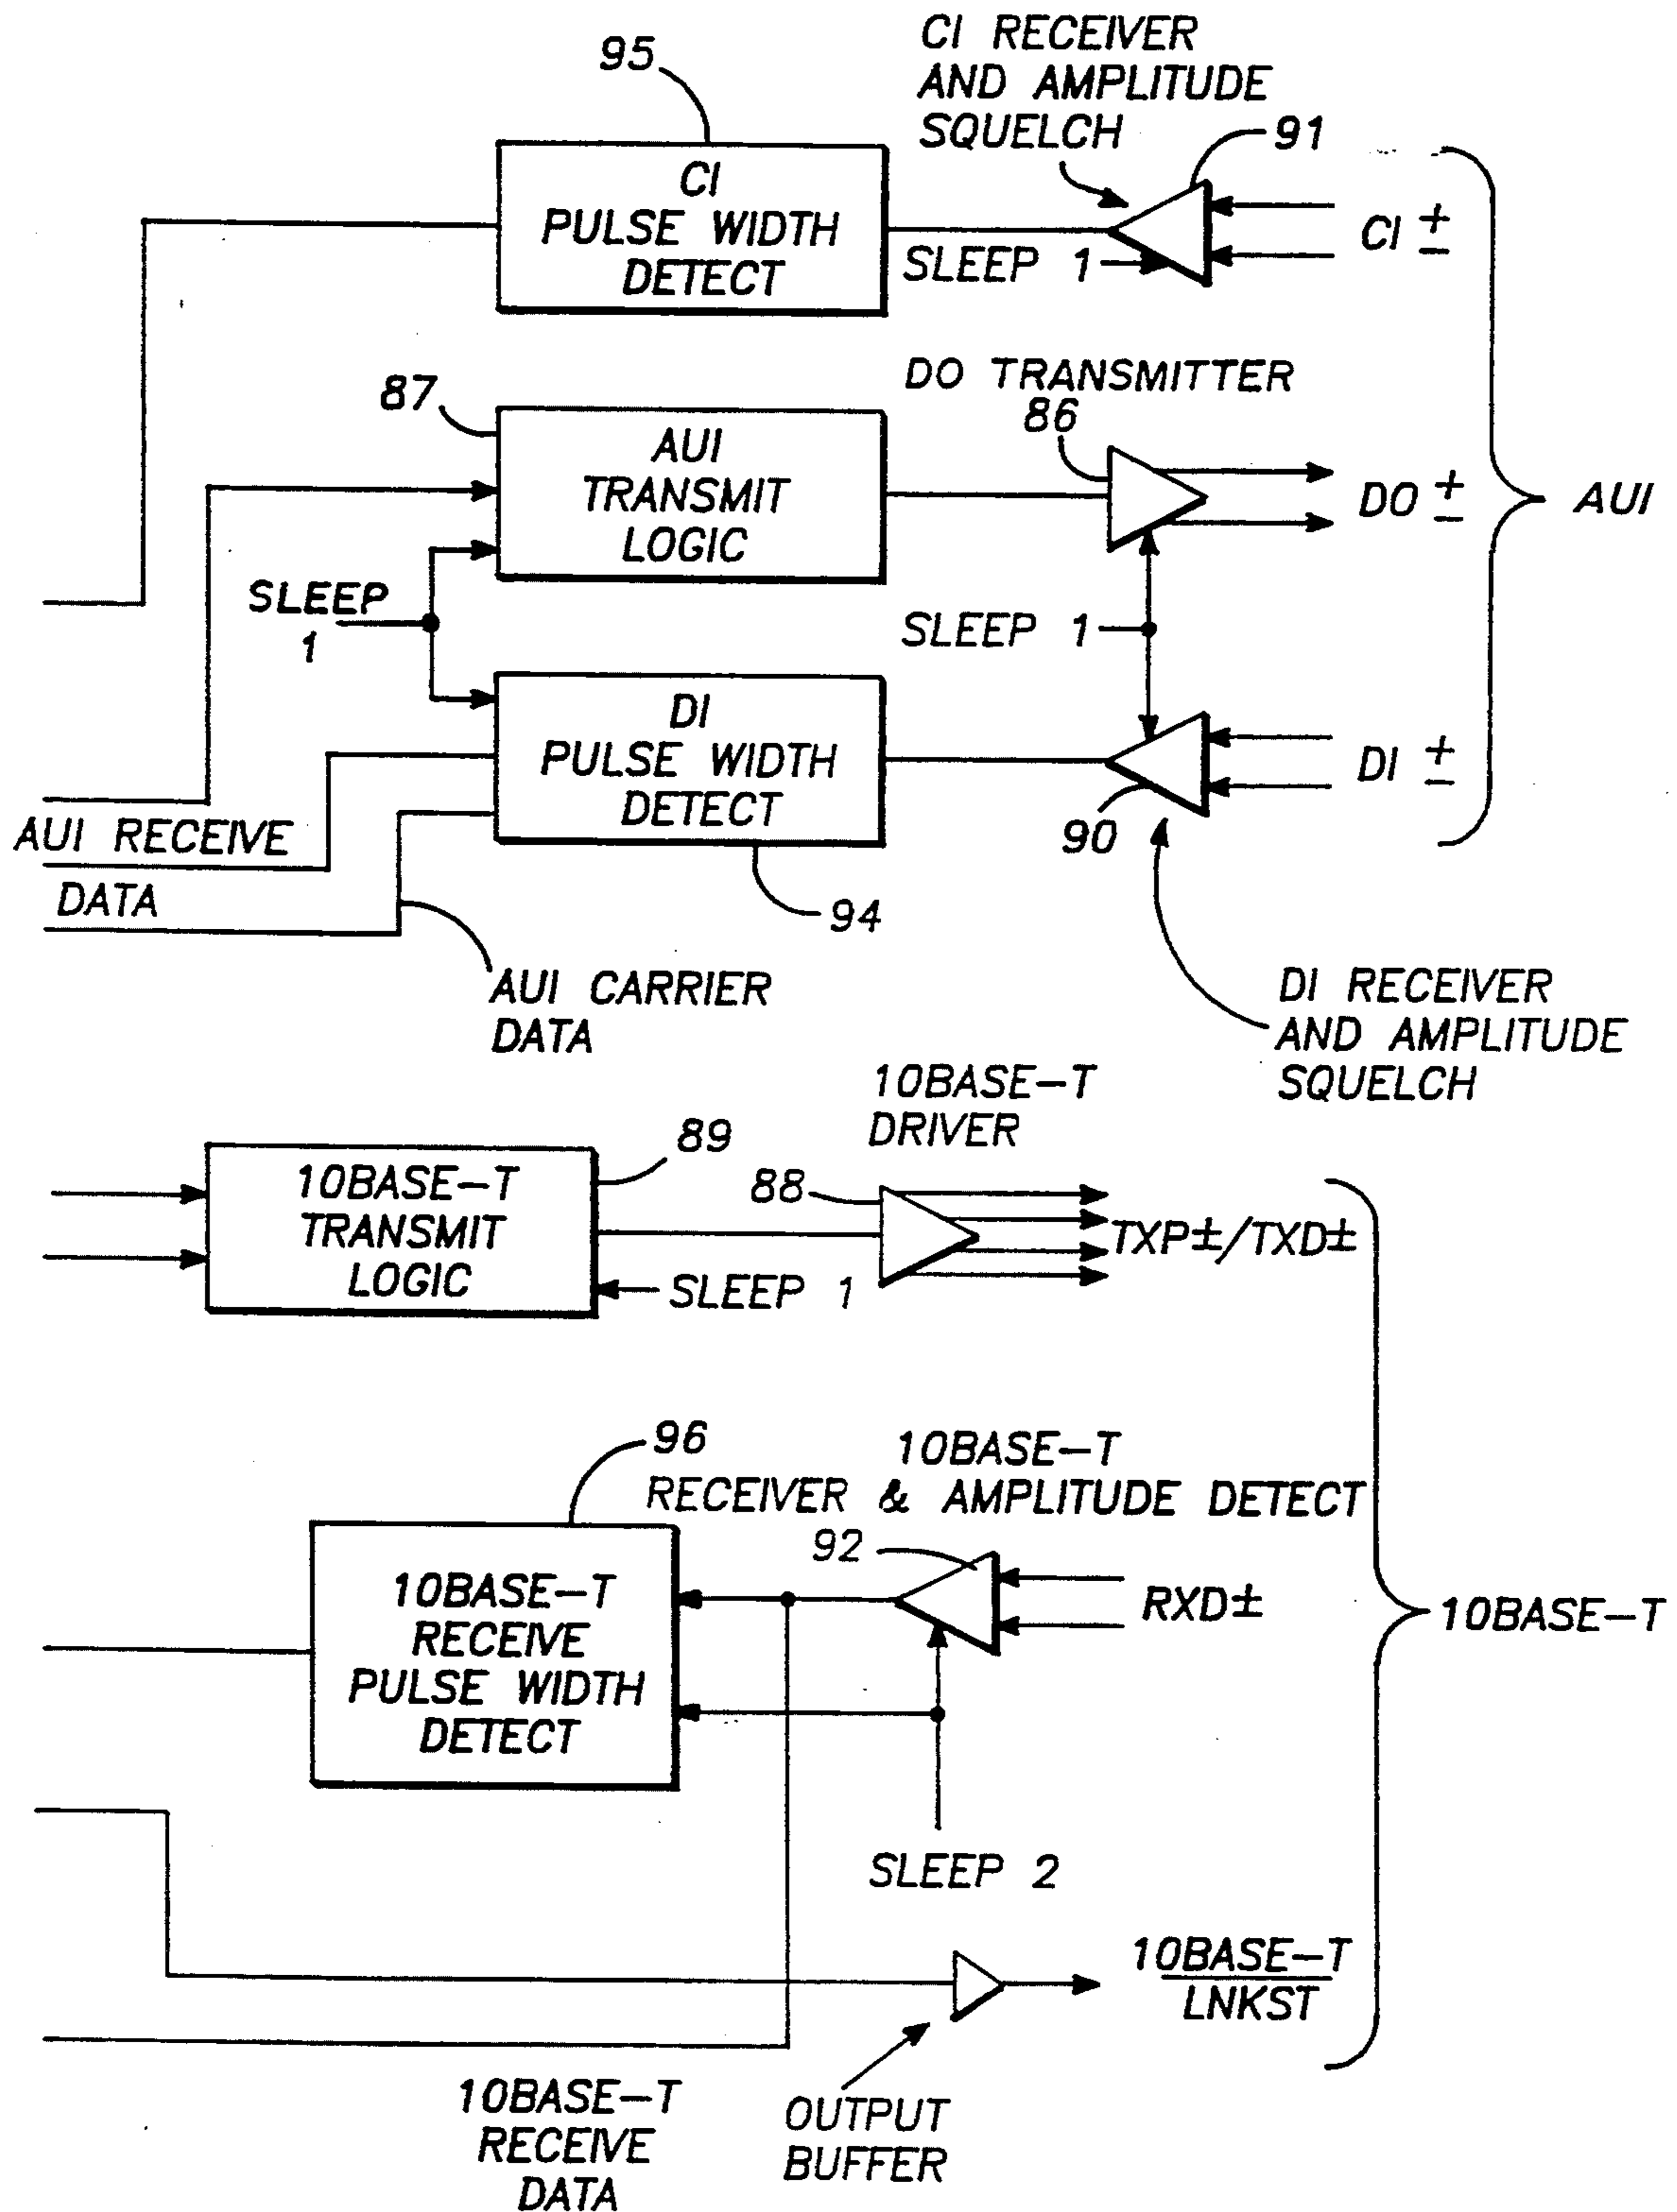 95
CI RECEIVER
AND AMPLITUDE
SQUELCH
91
CI
PULSE WIDTH
DETECT
SLEEP 1
CI ±
87
DO TRANSMITTER
86
AUI
TRANSMIT
LOGIC
DO ±
AUI
SLEEP
1
SLEEP 1
DI
PULSE WIDTH
DETECT
DI ±
90
AUI RECEIVE
DATA
94
AUI CARRIER
DATA
DI RECEIVER
AND AMPLITUDE
SQUELCH
10BASE-T
DRIVER
89
88
10BASE-T
TRANSMIT
LOGIC
TXP±/TXD±
SLEEP 1
96
10BASE-T
RECEIVER & AMPLITUDE DETECT
92
10BASE-T
RECEIVE
PULSE WIDTH
DETECT
RXD±
10BASE-T
SLEEP 2
10BASE-T
LNKST
10BASE-T
RECEIVE
DATA
OUTPUT
BUFFER